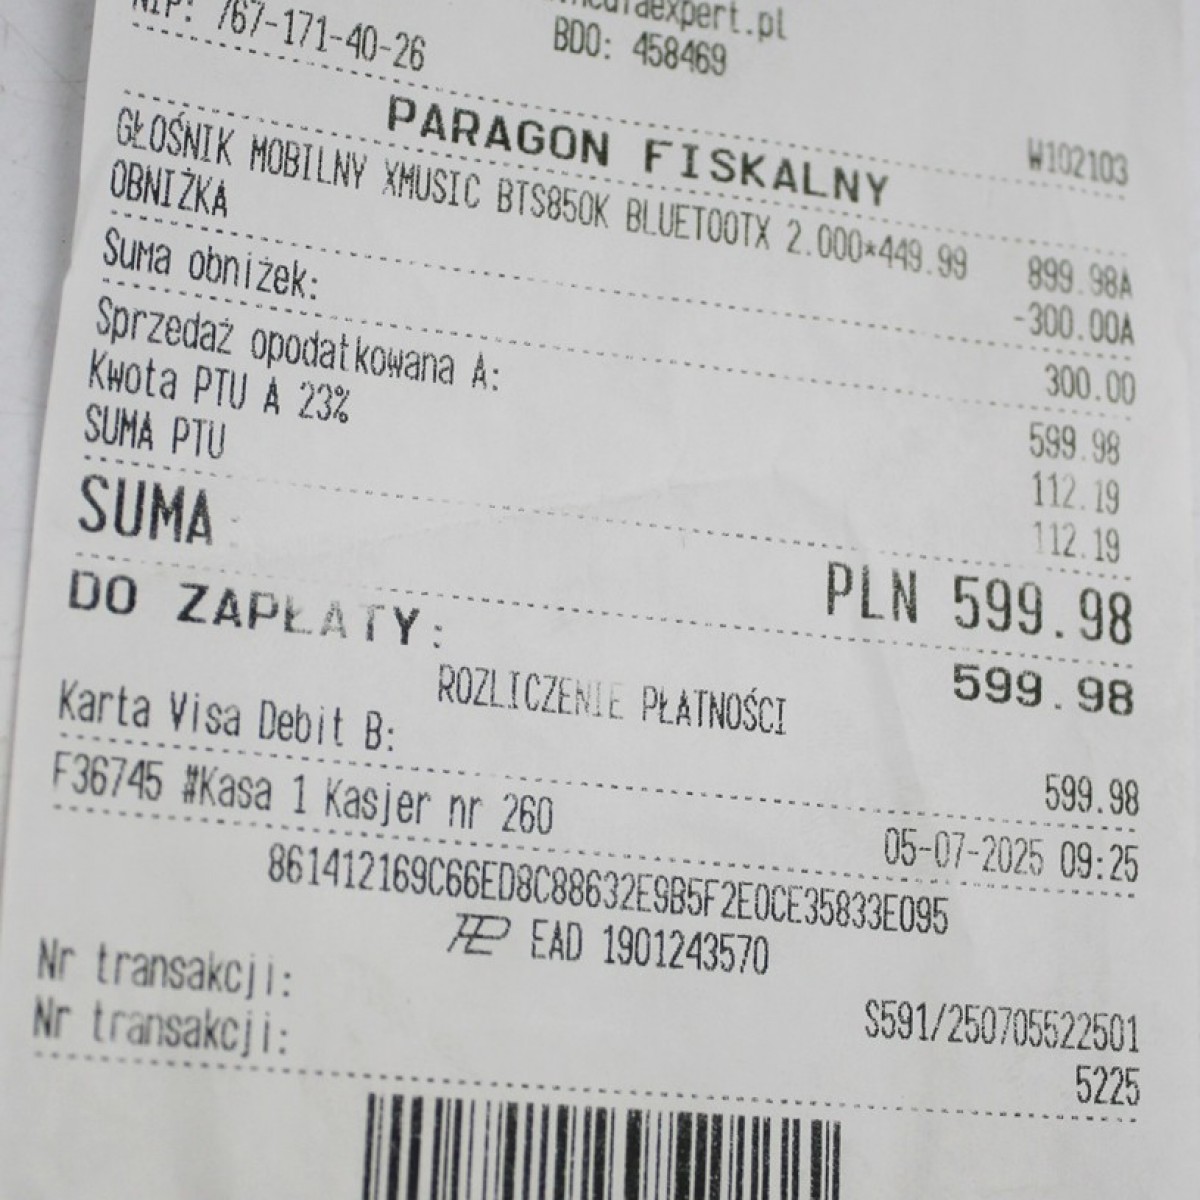 NIP: 767-171-40-26
mediaexpert.pl
BDO: 458469
PARAGON FISKALNY
W102103
GŁOŚNIK MOBILNY XMUSIC BTS850K BLUETOOTX 2.000*449.99 899.98A
OBNIŻKA -300.00A
Suma obniżek: 300.00
Sprzedaż opodatkowana A: 599.98
Kwota PTU A 23% 112.19
SUMA PTU 112.19
SUMA PLN 599.98
DO ZAPŁATY: 599.98
ROZLICZENIE PŁATNOŚCI
Karta Visa Debit B: 599.98
F36745 #Kasa 1 Kasjer nr 260 05-07-2025 09:25
861412169C66ED8C88632E9B5F2E0CE35833E095
EAD 1901243570
Nr transakcji: S591/250705522501
Nr transakcji: 5225